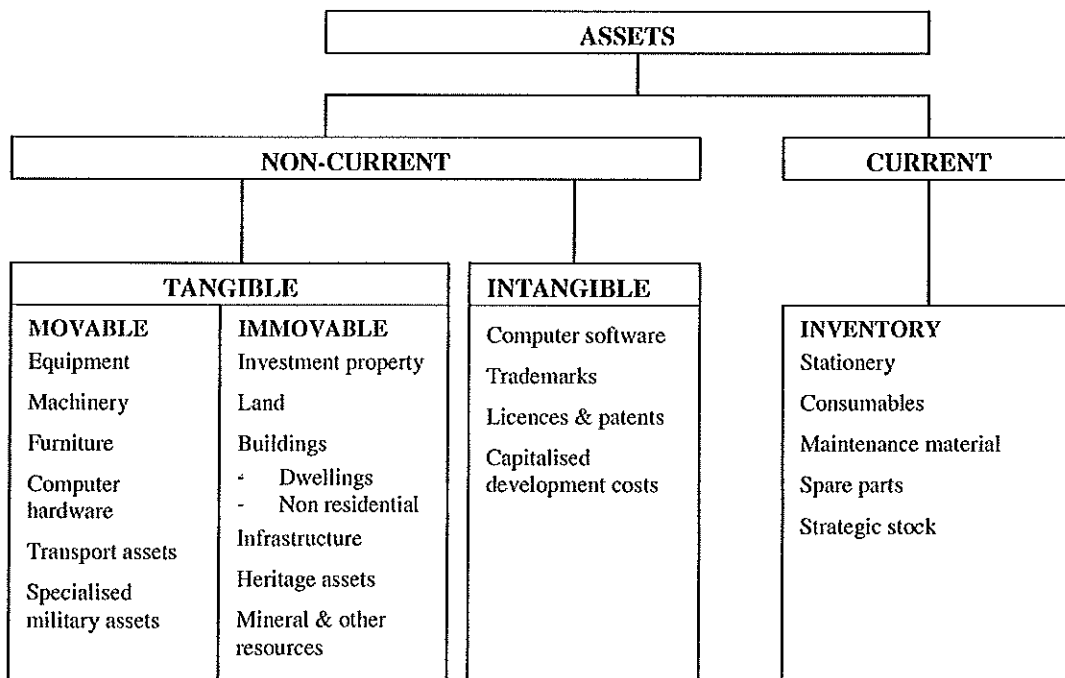 ASSETS
NON-CURRENT
CURRENT
TANGIBLE
MOVABLE
Equipment
Machinery
Furniture
Computer
hardware
Transport assets
Specialised
military assets
IMMOVABLE
Investment property
Land
Buildings
- Dwellings
- Non residential
Infrastructure
Heritage assets
Mineral & other
resources
INTANGIBLE
Computer software
Trademarks
Licences & patents
Capitalised
development costs
INVENTORY
Stationery
Consumables
Maintenance material
Spare parts
Strategic stock